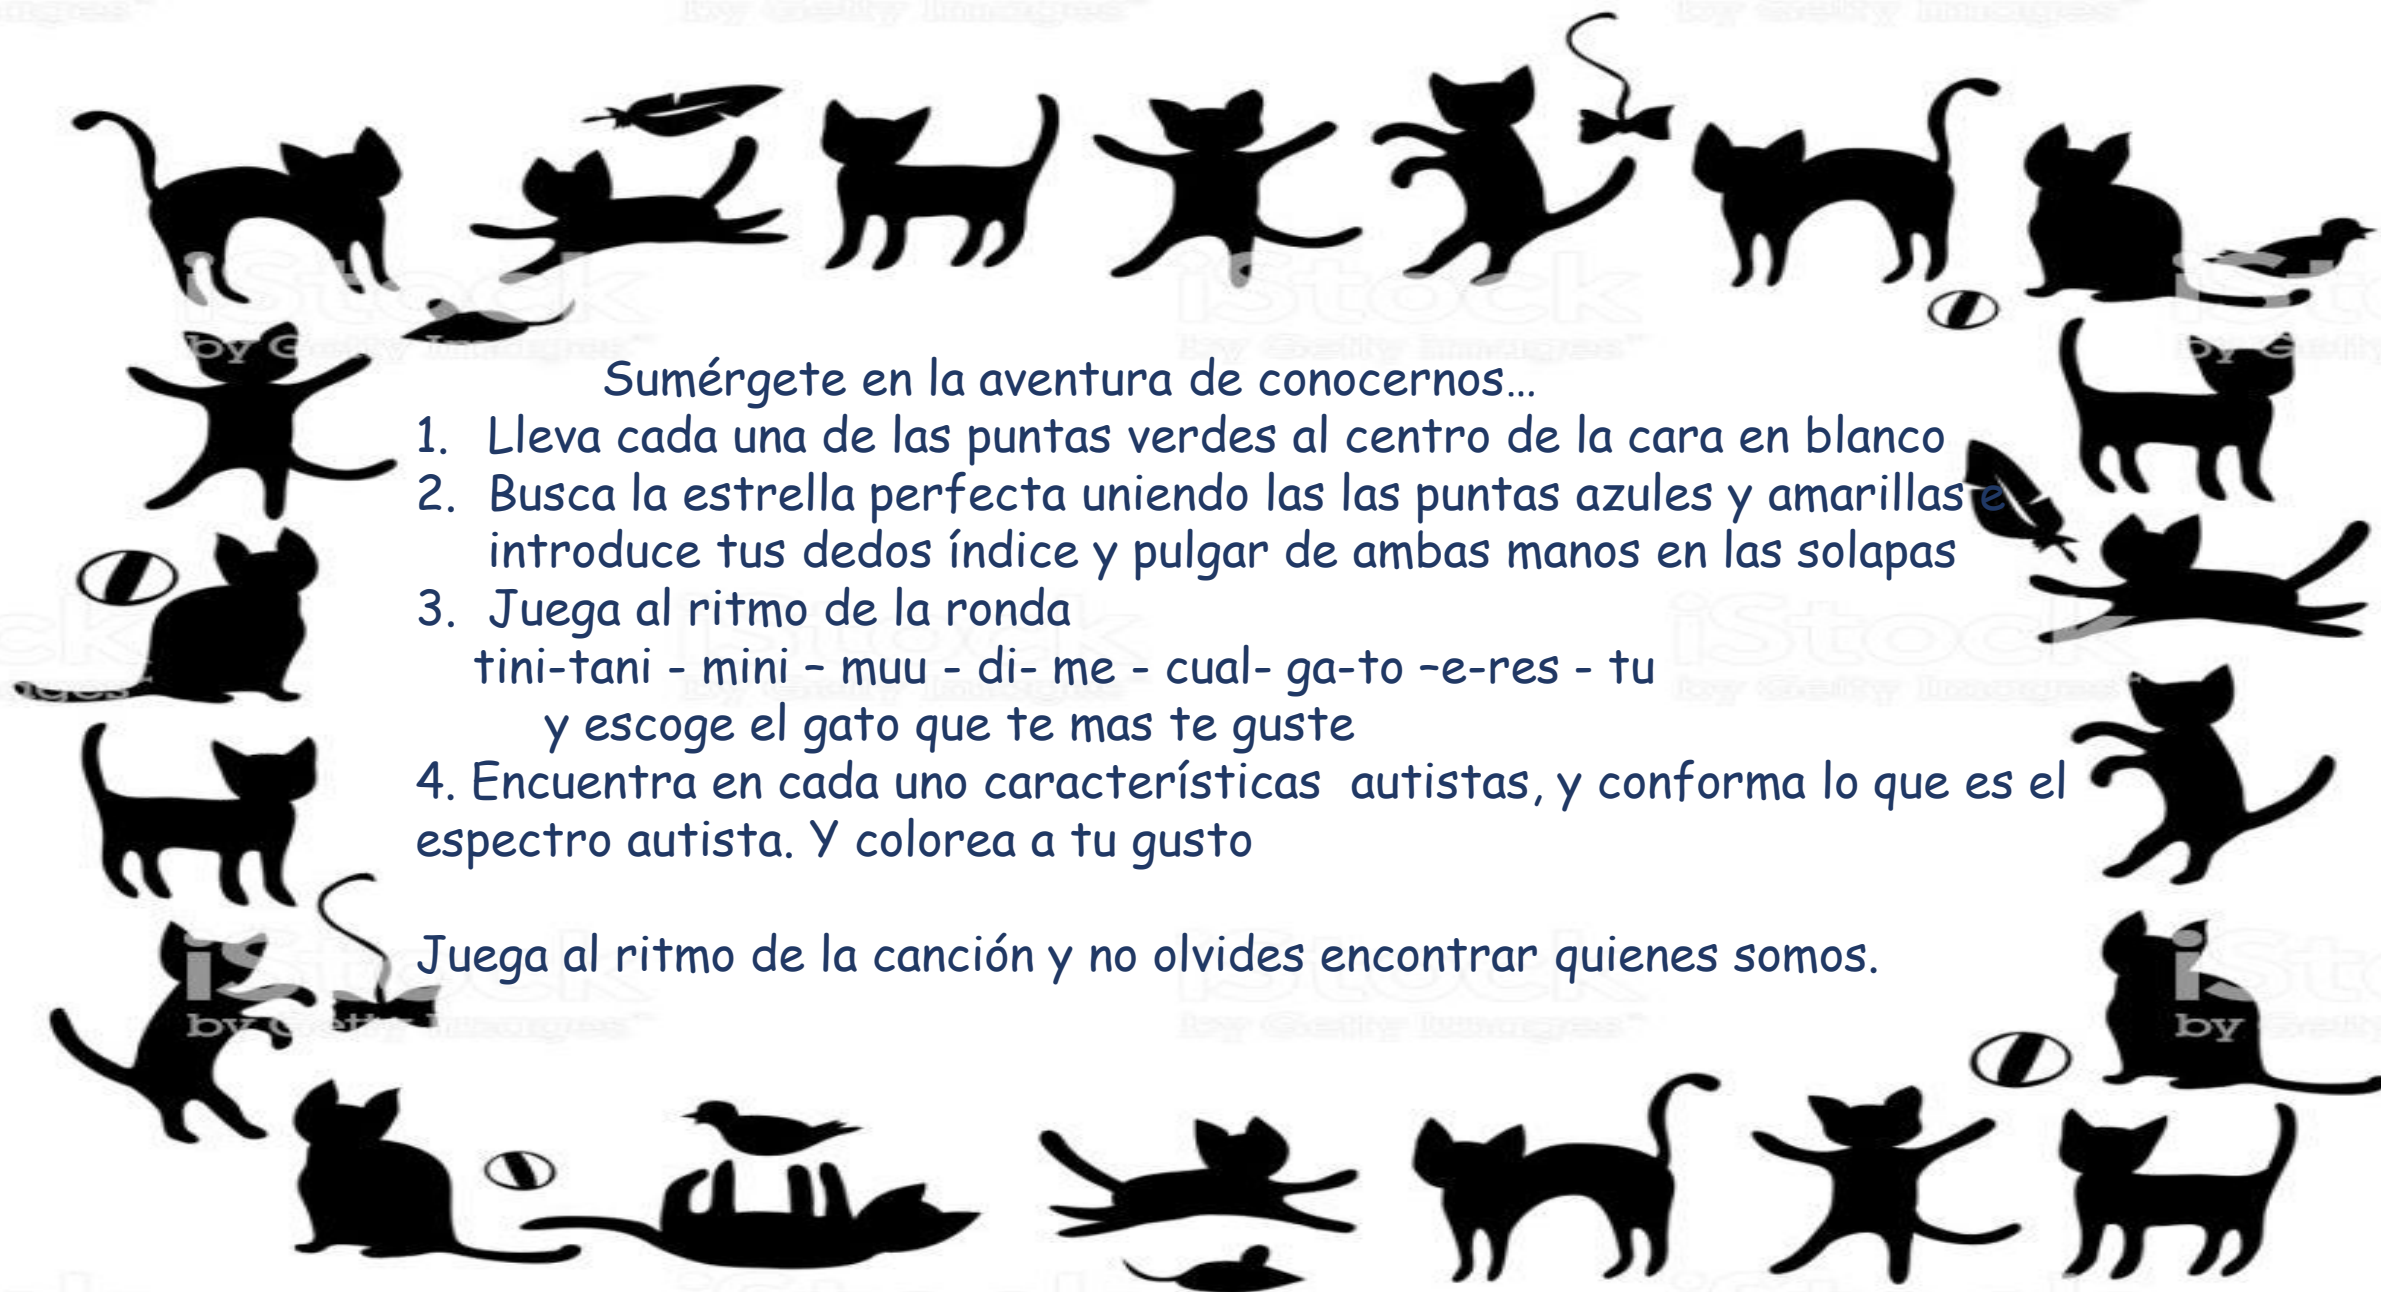 Sumérgete en la aventura de conocernos...
1. Lleva cada una de las puntas verdes al centro de la cara en blanco
2. Busca la estrella perfecta uniendo las las puntas azules y amarillas e
introduce tus dedos índice y pulgar de ambas manos en las solapas
3. Juega al ritmo de la ronda
tini-tani - mini – muu - di- me - cual- ga-to –e-res - tu
y escoge el gato que te mas te guste
4. Encuentra en cada uno características  autistas, y conforma lo que es el
espectro autista. Y colorea a tu gusto
Juega al ritmo de la canción y no olvides encontrar quienes somos.
iStock
by Getty Images™